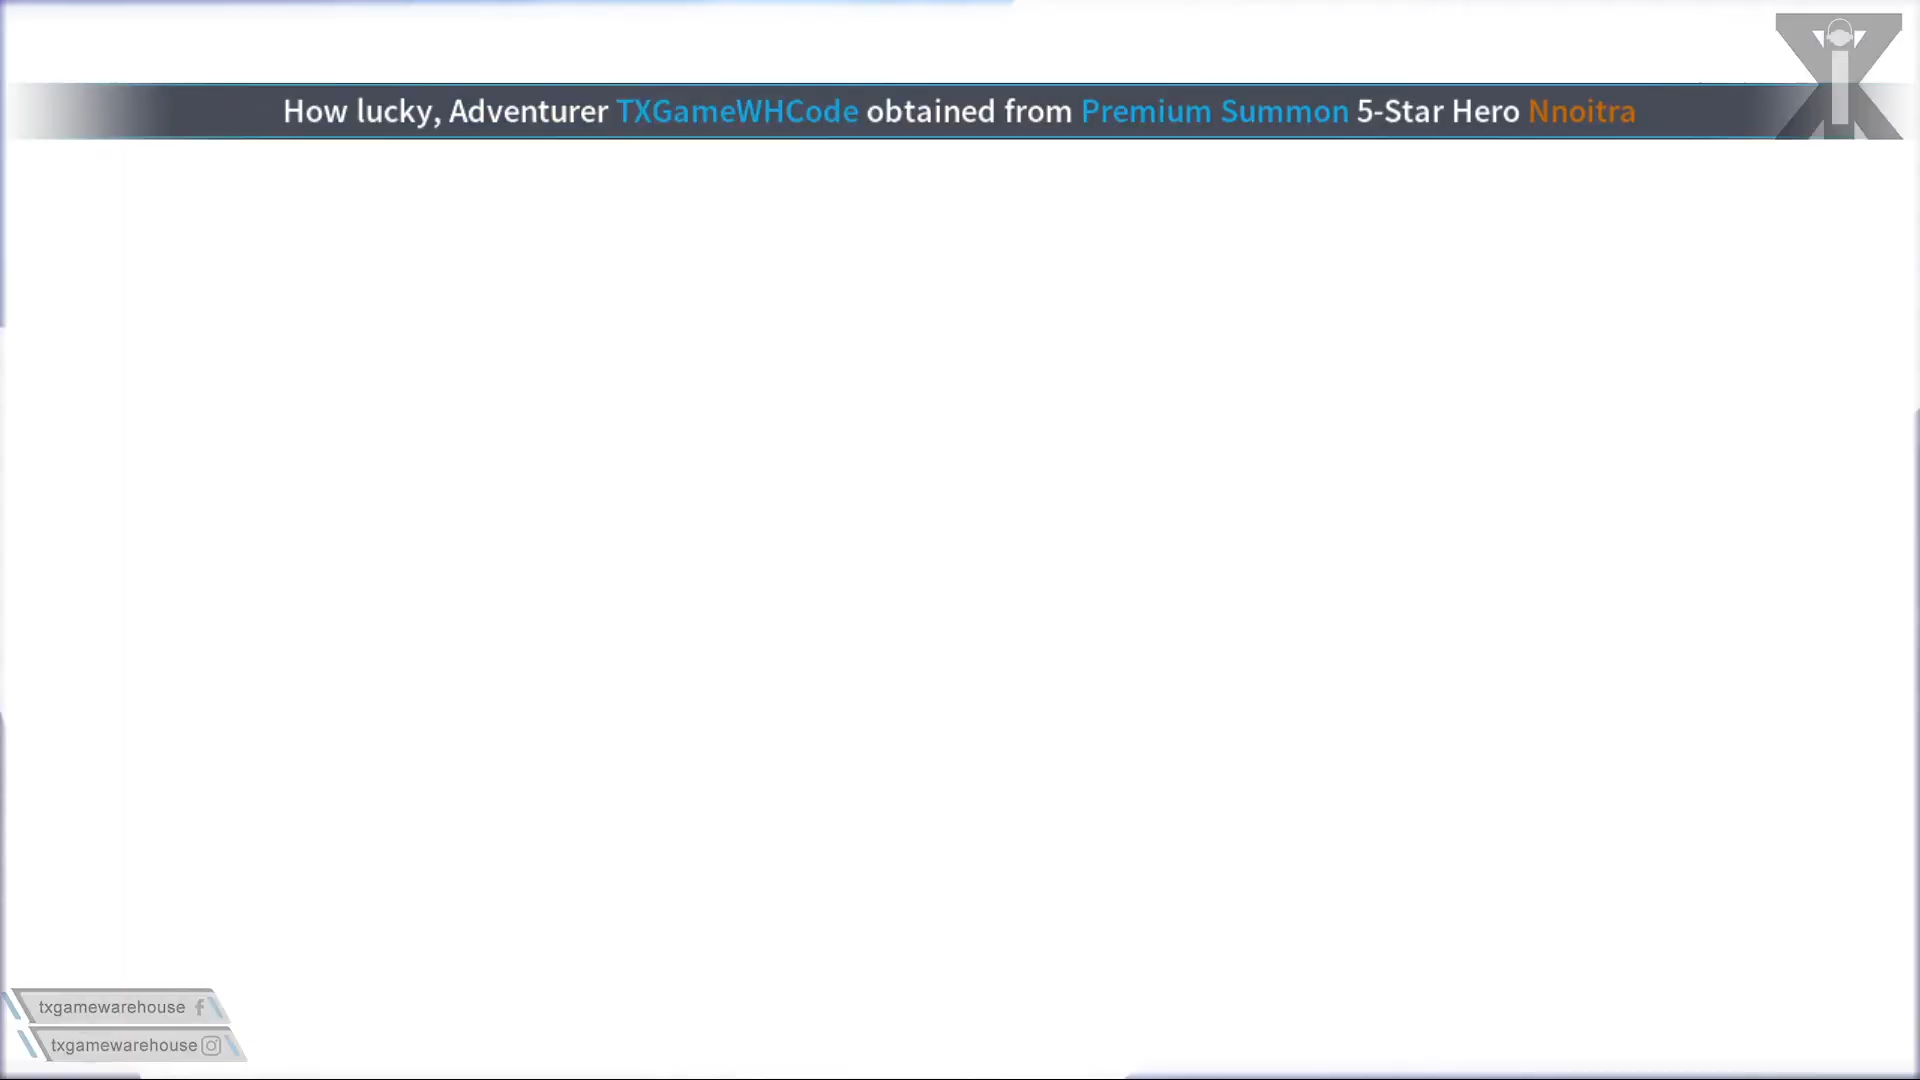 How lucky, Adventurer TXGameWHCode obtained from Premium Summon 5-Star Hero Nnoitra
txgamewarehouse
txgamewarehouse